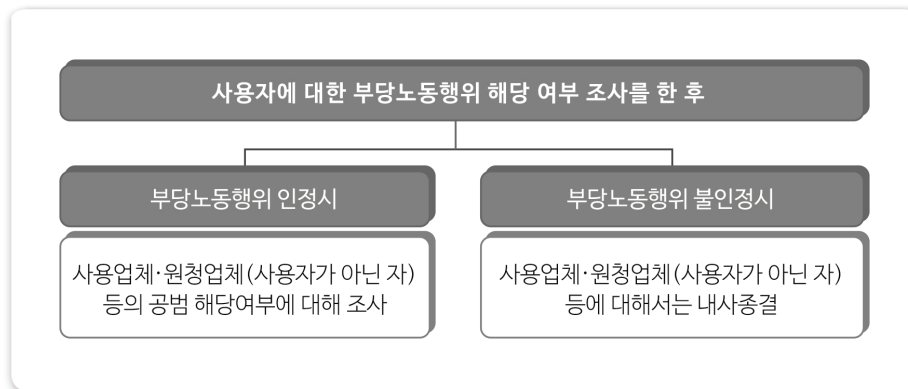 사용자에 대한 부당노동행위 해당 여부 조사를 한 후
부당노동행위 인정시
사용업체·원청업체(사용자가 아닌 자)
등의 공범 해당여부에 대해 조사
부당노동행위 불인정시
사용업체·원청업체(사용자가 아닌 자)
등에 대해서는 내사종결